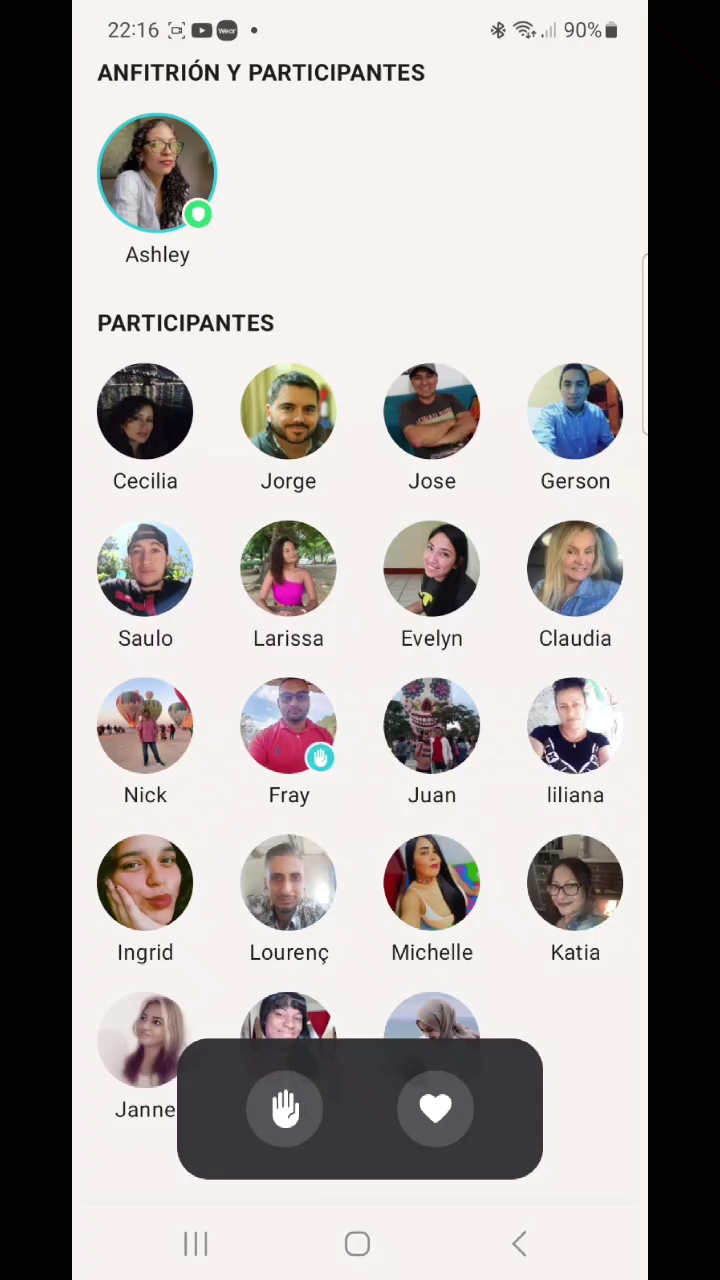 22:16
Wecr
90%
ANFITRIÓN Y PARTICIPANTES
Ashley
PARTICIPANTES
Cecilia Jorge Jose Gerson
Saulo Larissa Evelyn Claudia
Nick Fray Juan liliana
Ingrid Lourenç Michelle Katia
Janne